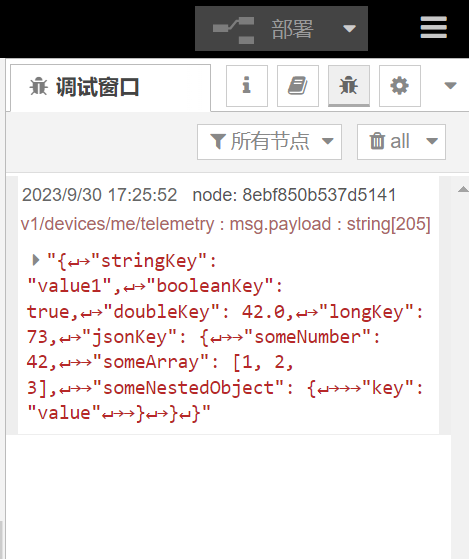 部署
调试窗口
所有节点
all
2023/9/30 17:25:52 node: 8ebf850b537d5141
v1/devices/me/telemetry : msg.payload : string[205]
"{↵→"stringKey":
"value1",↵→"booleanKey":
true,↵→"doubleKey": 42.0,↵→"longKey":
73,↵→"jsonKey": {↵→→"someNumber":
42,↵→→"someArray": [1, 2,
3],↵→→"someNestedObject": {↵→→→"key":
"value"↵→→}↵→}↵}"